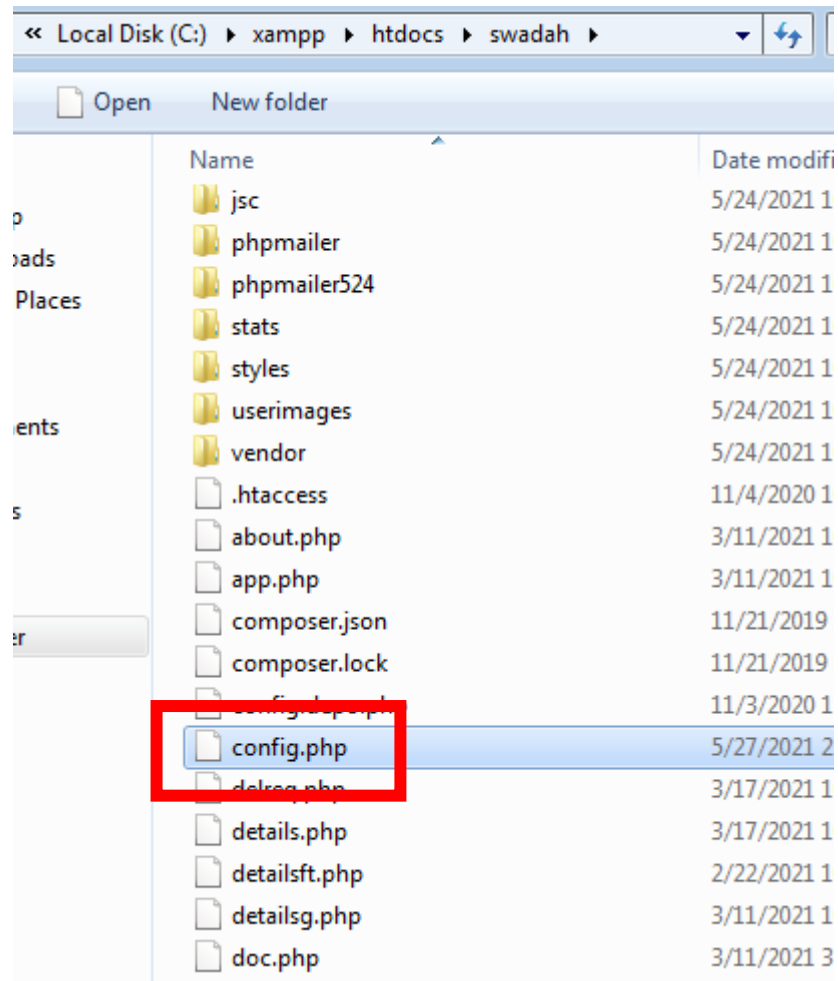 « Local Disk (C:) ▸ xampp ▸ htdocs ▸ swadah ▸
Open New folder
Name Date modifi
jsc 5/24/2021 1
p
phpmailer 5/24/2021 1
oads
phpmailer524 5/24/2021 1
Places
stats 5/24/2021 1
styles 5/24/2021 1
userimages 5/24/2021 1
ents
vendor 5/24/2021 1
.htaccess 11/4/2020 1
s
about.php 3/11/2021 1
app.php 3/11/2021 1
composer.json 11/21/2019
er
composer.lock 11/21/2019
11/3/2020 1
config.php 5/27/2021 2
delreq.php 3/17/2021 1
details.php 3/17/2021 1
detailsft.php 2/22/2021 1
detailsg.php 3/11/2021 1
doc.php 3/11/2021 3